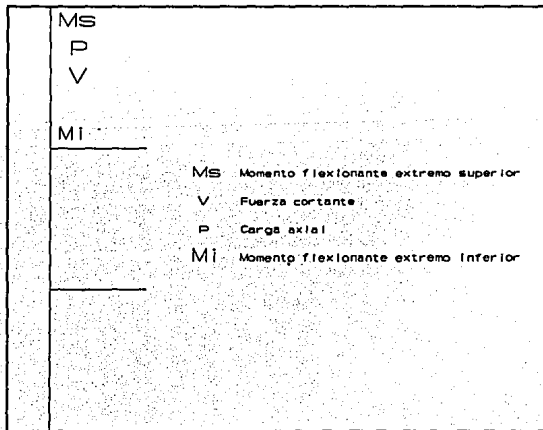 Ms
P
V
Mi
Ms Momento flexionante extremo superior
V Fuerza cortante
P Carga axial
Mi Momento flexionante extremo inferior